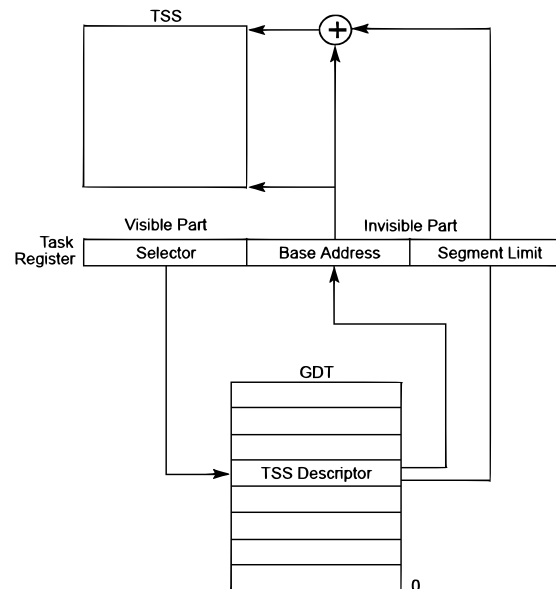 TSS
+
Visible Part
Invisible Part
Task
Register
Selector
Base Address
Segment Limit
GDT
TSS Descriptor
0